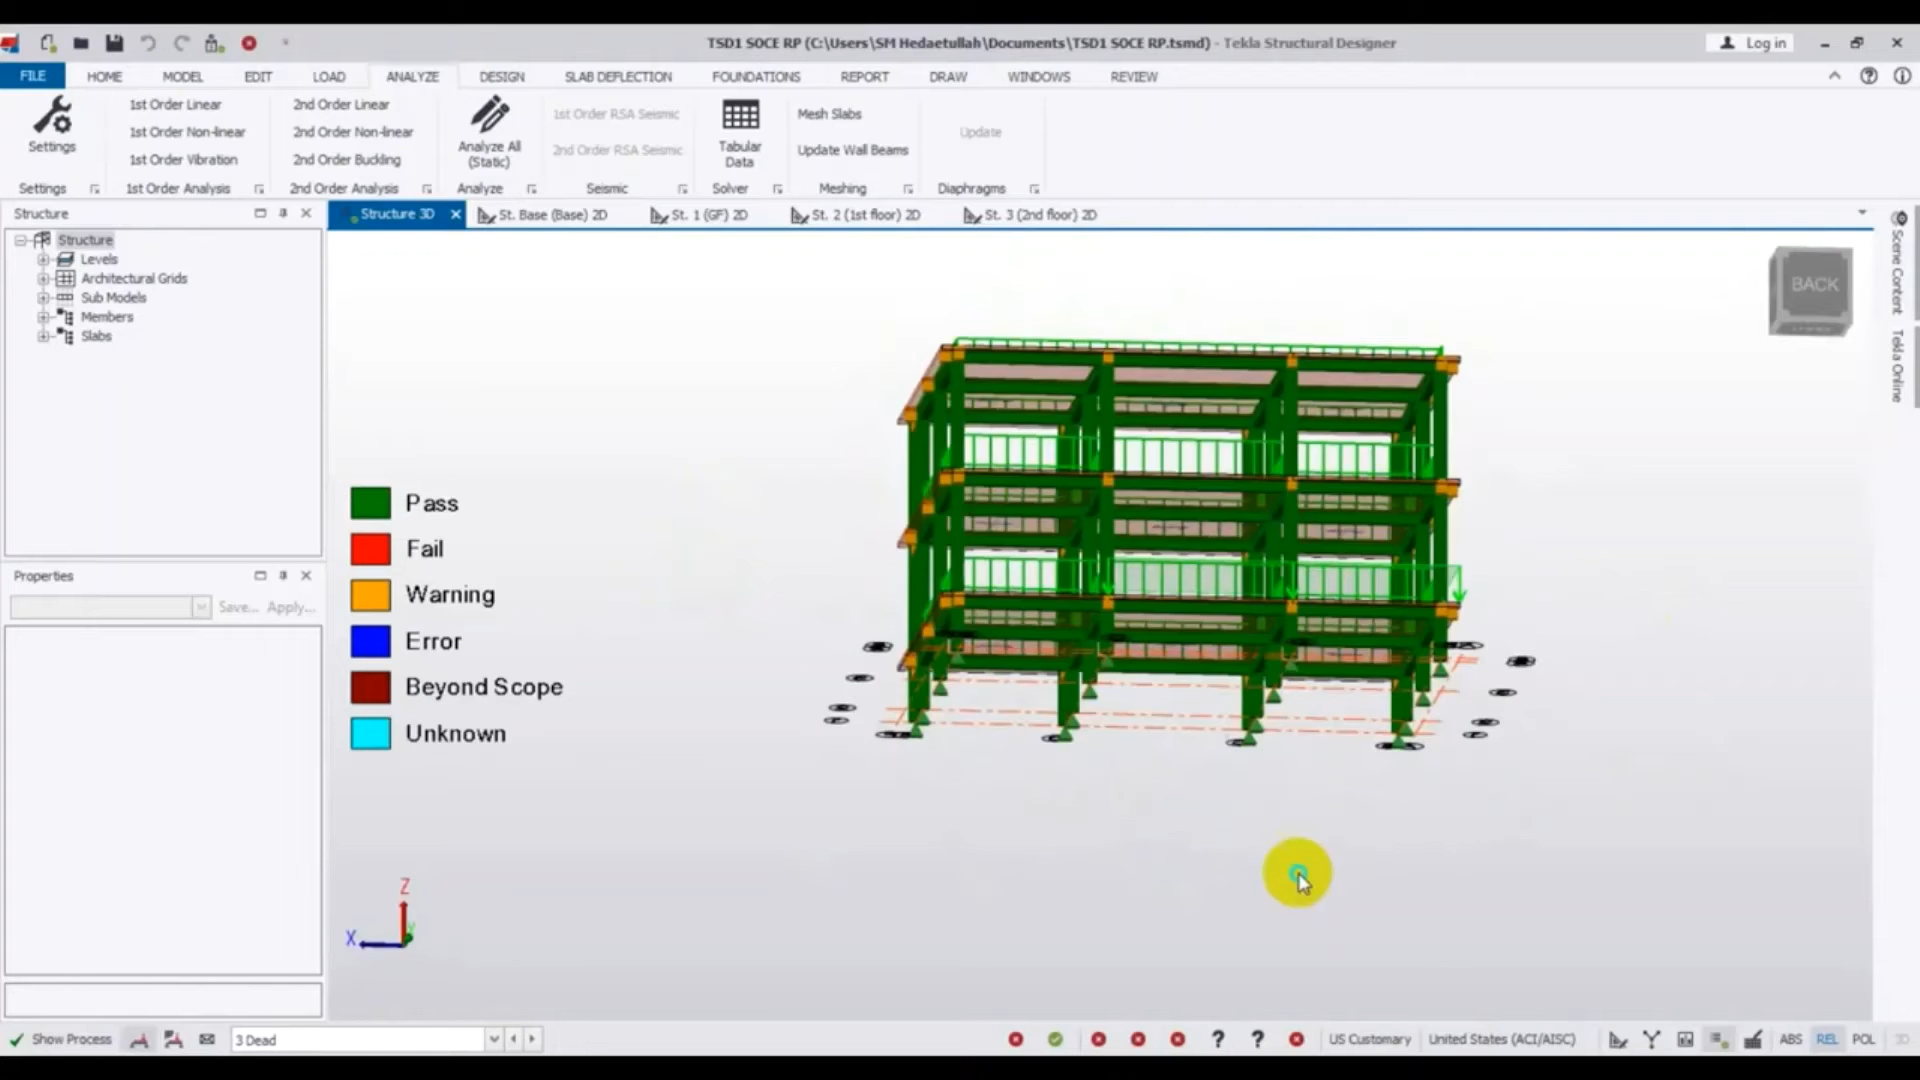 TSD1 SOCE RP (C:\Users\SM Hedaetullah\Documents\TSD1 SOCE RP.tsmd) - Tekla Structural Designer
Log in
FILE HOME MODEL EDIT LOAD ANALYZE DESIGN SLAB DEFLECTION FOUNDATIONS REPORT DRAW WINDOWS REVIEW
Settings
1st Order Linear
1st Order Non-linear
1st Order Vibration
2nd Order Linear
2nd Order Non-linear
2nd Order Buckling
Analyze All
(Static)
1st Order RSA Seismic
2nd Order RSA Seismic
Tabular
Data
Mesh Slabs
Update Wall Beams
Update
Settings 1st Order Analysis 2nd Order Analysis Analyze Seismic Solver Meshing Diaphragms
Structure
Structure 3D St. Base (Base) 2D St. 1 (GF) 2D St. 2 (1st floor) 2D St. 3 (2nd floor) 2D
Structure
Levels
Architectural Grids
Sub Models
Members
Slabs
Scene Content
Tekla Online
BACK
Pass
Fail
Warning
Error
Beyond Scope
Unknown
Properties
Save... Apply...
Z
X
Show Process
3 Dead
US Customary United States (ACI/AISC) ABS REL POL